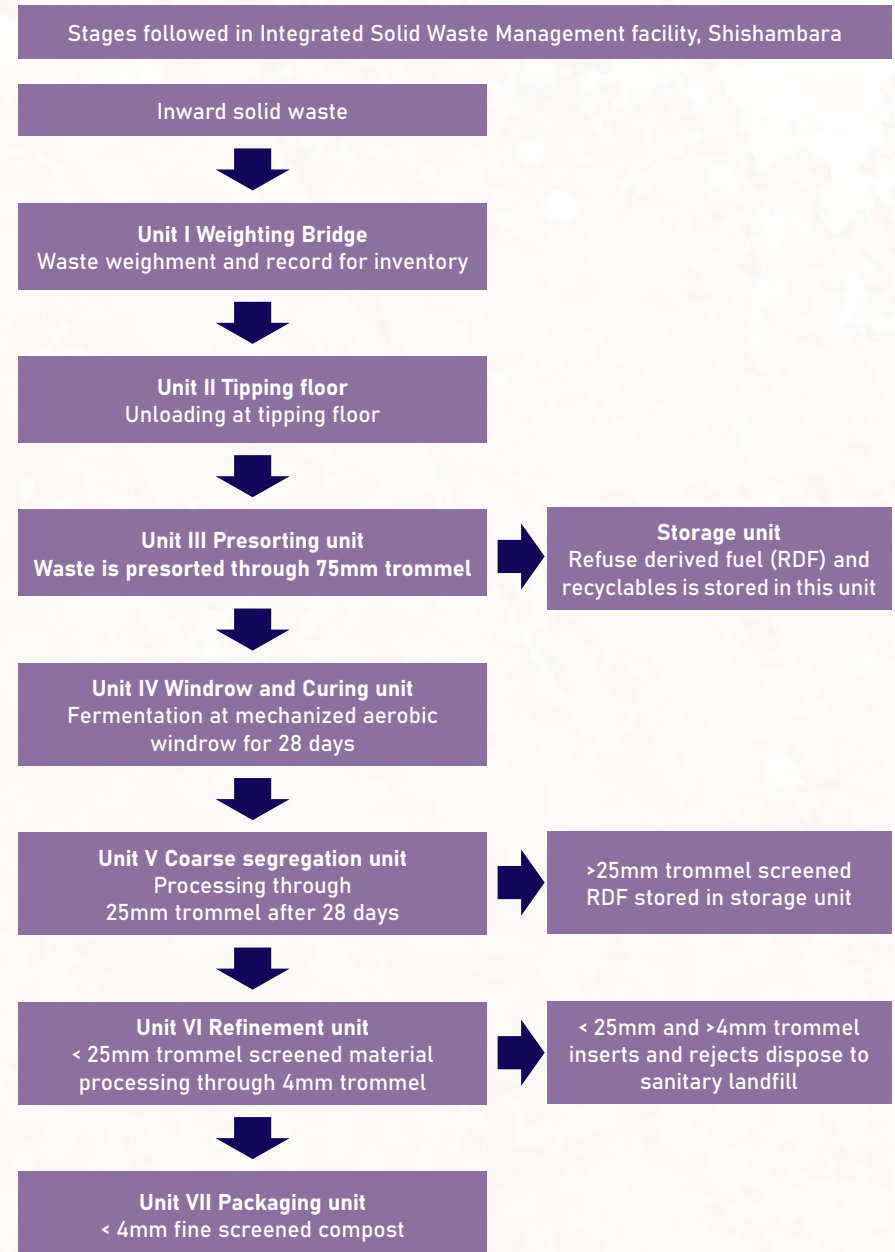 Stages followed in Integrated Solid Waste Management facility, Shishambara
Inward solid waste
Unit I Weighting Bridge
Waste weighment and record for inventory
Unit II Tipping floor
Unloading at tipping floor
Unit III Presorting unit
Waste is presorted through 75mm trommel
Storage unit
Refuse derived fuel (RDF) and
recyclables is stored in this unit
Unit IV Windrow and Curing unit
Fermentation at mechanized aerobic
windrow for 28 days
Unit V Coarse segregation unit
Processing through
25mm trommel after 28 days
>25mm trommel screened
RDF stored in storage unit
Unit VI Refinement unit
< 25mm trommel screened material
processing through 4mm trommel
< 25mm and >4mm trommel
inserts and rejects dispose to
sanitary landfill
Unit VII Packaging unit
< 4mm fine screened compost